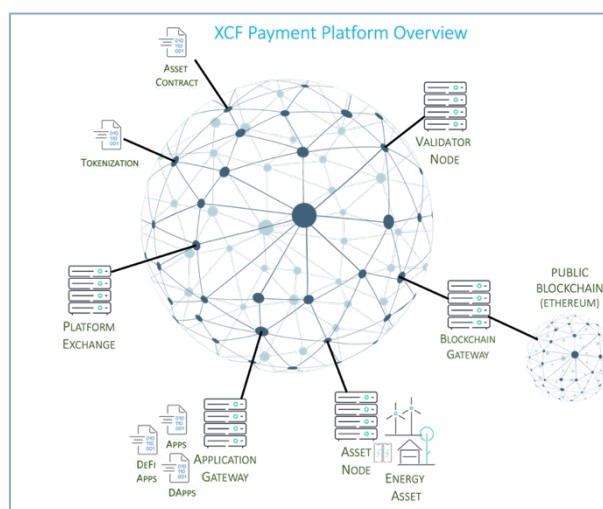 XCF Payment Platform Overview
ASSET
CONTRACT
TOKENIZATION
VALIDATOR
NODE
PLATFORM
EXCHANGE
PUBLIC
BLOCKCHAIN
(ETHEREUM)
BLOCKCHAIN
GATEWAY
APPS
DEFI
APPS
DAPPS
APPLICATION
GATEWAY
ASSET
NODE
ENERGY
ASSET